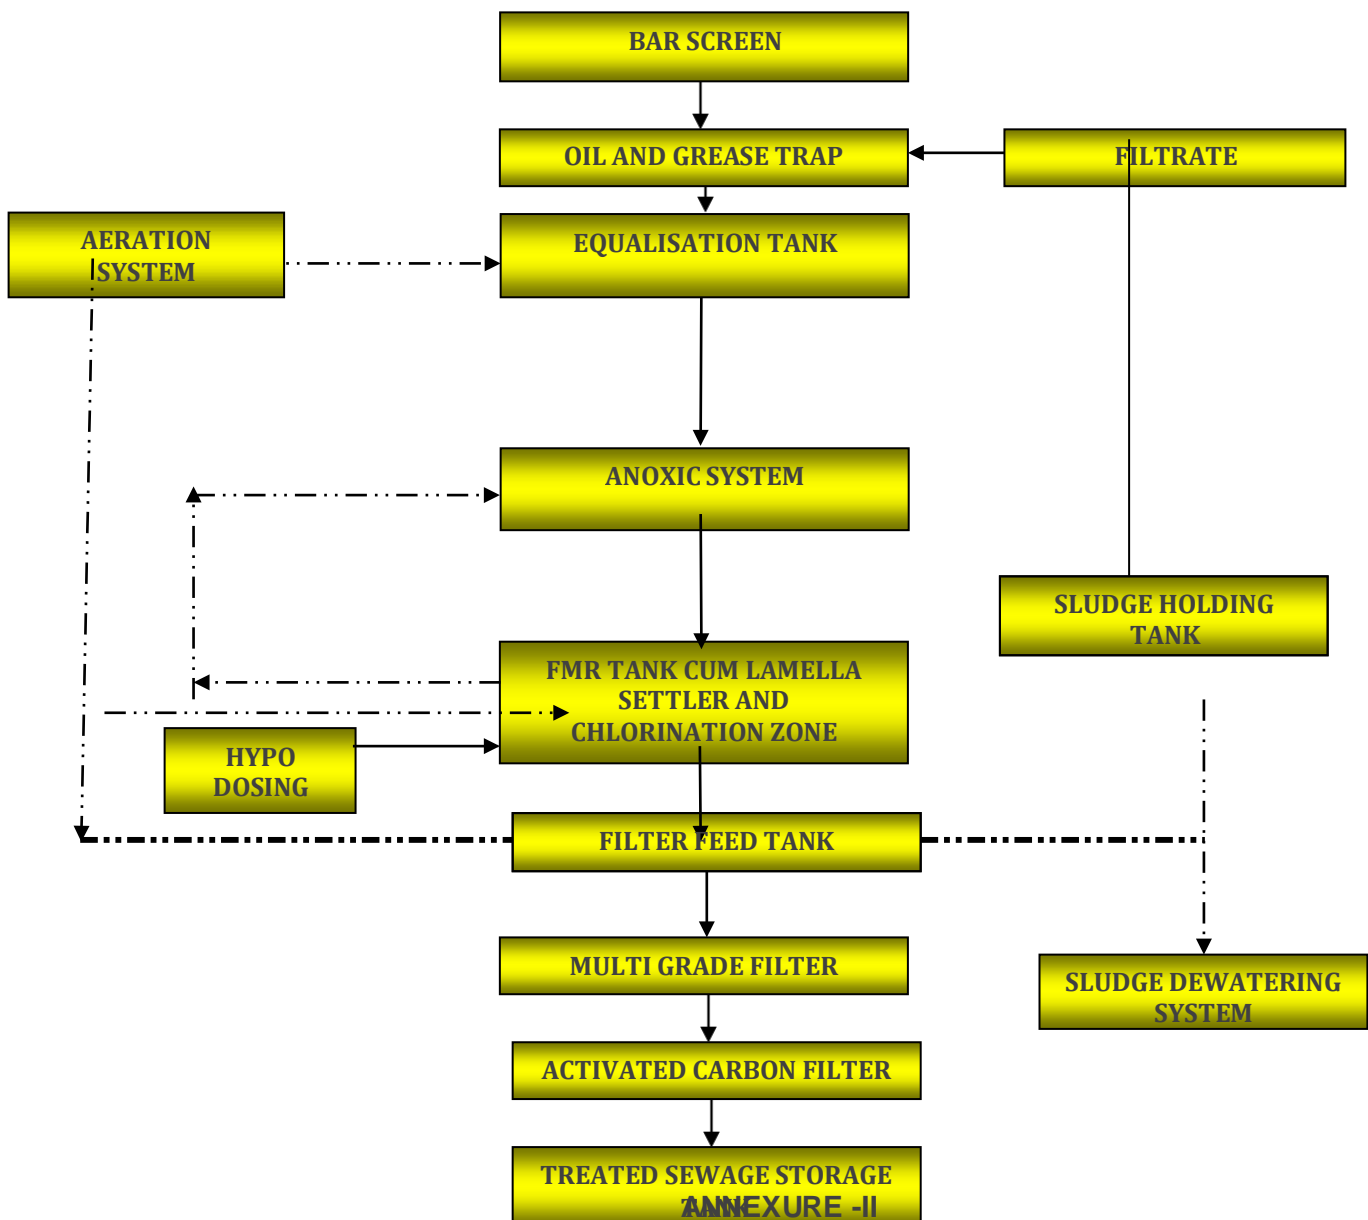 BAR SCREEN
OIL AND GREASE TRAP
FILTRATE
AERATION
SYSTEM
EQUALISATION TANK
ANOXIC SYSTEM
SLUDGE HOLDING
TANK
FMR TANK CUM LAMELLA
SETTLER AND
CHLORINATION ZONE
HYPO
DOSING
FILTER FEED TANK
MULTI GRADE FILTER
SLUDGE DEWATERING
SYSTEM
ACTIVATED CARBON FILTER
TREATED SEWAGE STORAGE
TANK
ANNEXURE -II